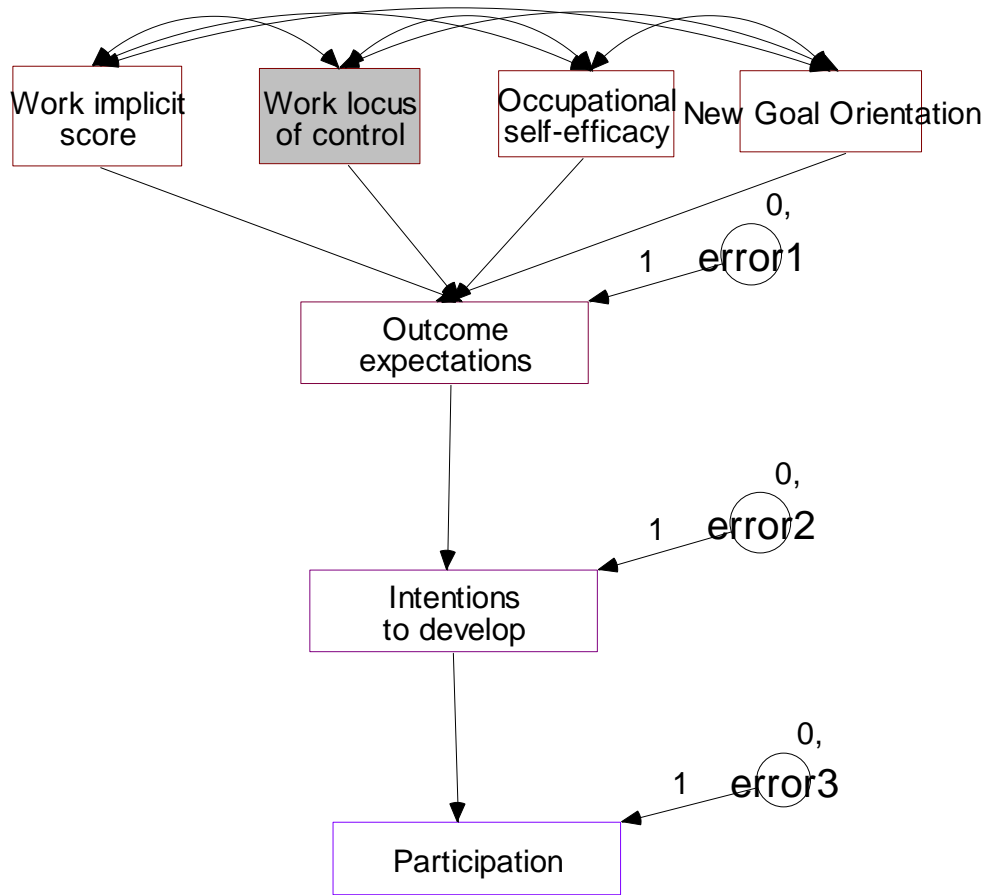 Work implicit
score
Work locus
of control
Occupational
self-efficacy
New Goal Orientation
0,
error1
1
Outcome
expectations
0,
error2
1
Intentions
to develop
0,
error3
1
Participation